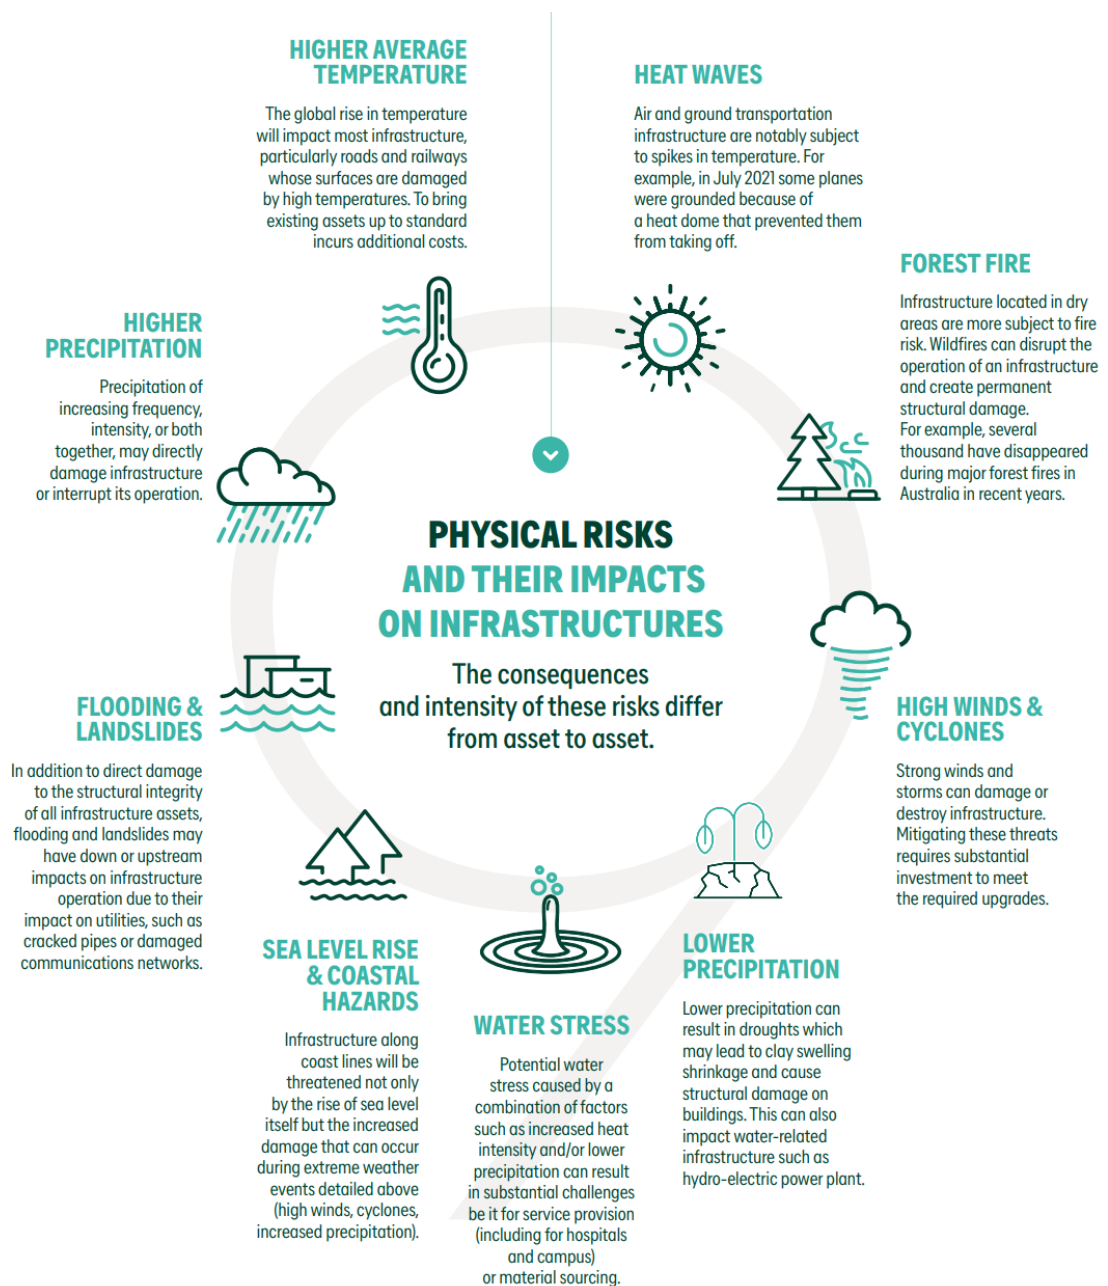 HIGHER AVERAGE
TEMPERATURE
The global rise in temperature
will impact most infrastructure,
particularly roads and railways
whose surfaces are damaged
by high temperatures. To bring
existing assets up to standard
incurs additional costs.
HEAT WAVES
Air and ground transportation
infrastructure are notably subject
to spikes in temperature. For
example, in July 2021 some planes
were grounded because of
a heat dome that prevented them
from taking off.
FOREST FIRE
Infrastructure located in dry
areas are more subject to fire
risk. Wildfires can disrupt the
operation of an infrastructure
and create permanent
structural damage.
For example, several
thousand have disappeared
during major forest fires in
Australia in recent years.
HIGHER
PRECIPITATION
Precipitation of
increasing frequency,
intensity, or both
together, may directly
damage infrastructure
or interrupt its operation.
PHYSICAL RISKS
AND THEIR IMPACTS
ON INFRASTRUCTURES
The consequences
and intensity of these risks differ
from asset to asset.
HIGH WINDS &
CYCLONES
Strong winds and
storms can damage or
destroy infrastructure.
Mitigating these threats
requires substantial
investment to meet
the required upgrades.
FLOODING &
LANDSLIDES
In addition to direct damage
to the structural integrity
of all infrastructure assets,
flooding and landslides may
have down or upstream
impacts on infrastructure
operation due to their
impact on utilities, such as
cracked pipes or damaged
communications networks.
SEA LEVEL RISE
& COASTAL
HAZARDS
Infrastructure along
coast lines will be
threatened not only
by the rise of sea level
itself but the increased
damage that can occur
during extreme weather
events detailed above
(high winds, cyclones,
increased precipitation).
WATER STRESS
Potential water
stress caused by a
combination of factors
such as increased heat
intensity and/or lower
precipitation can result
in substantial challenges
be it for service provision
(including for hospitals
and campus)
or material sourcing.
LOWER
PRECIPITATION
Lower precipitation can
result in droughts which
may lead to clay swelling
shrinkage and cause
structural damage on
buildings. This can also
impact water-related
infrastructure such as
hydro-electric power plant.